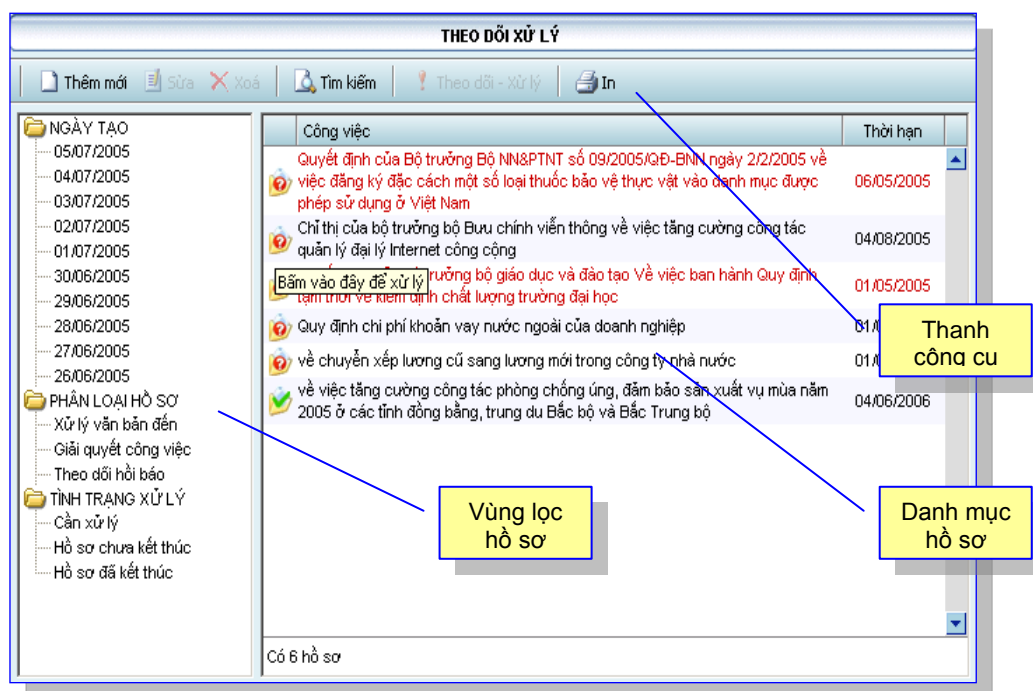 THEO DÕI XỬ LÝ
Thêm mới Sửa Xoá Tìm kiếm Theo dõi - Xử lý In
NGÀY TẠO
05/07/2005
04/07/2005
03/07/2005
02/07/2005
01/07/2005
30/06/2005
29/06/2005
28/06/2005
27/06/2005
26/06/2005
PHÂN LOẠI HỒ SƠ
Xử lý văn bản đến
Giải quyết công việc
Theo dõi hồi báo
TÌNH TRẠNG XỬ LÝ
Cần xử lý
Hồ sơ chưa kết thúc
Hồ sơ đã kết thúc
Công việc Thời hạn
Quyết định của Bộ trưởng Bộ NN&PTNT số 09/2005/QĐ-BNN ngày 2/2/2005 về
việc đăng ký đặc cách một số loại thuốc bảo vệ thực vật vào danh mục được 06/05/2005
phép sử dụng ở Việt Nam
Chỉ thị của bộ trưởng bộ Bưu chính viễn thông về việc tăng cường công tác
quản lý đại lý Internet công cộng 04/08/2005
Bấm vào đây để xử lý
trưởng bộ giáo dục và đào tạo Về việc ban hành Quy định
tạm thời về kiểm định chất lượng trường đại học 01/05/2005
Quy định chi phí khoản vay nước ngoài của doanh nghiệp
về chuyển xếp lương cũ sang lương mới trong công ty nhà nước
về việc tăng cường công tác phòng chống úng, đảm bảo sản xuất vụ mùa năm
2005 ở các tỉnh đồng bằng, trung du Bắc bộ và Bắc Trung bộ 04/06/2006
Thanh
công cụ
Vùng lọc
hồ sơ
Danh mục
hồ sơ
Có 6 hồ sơ